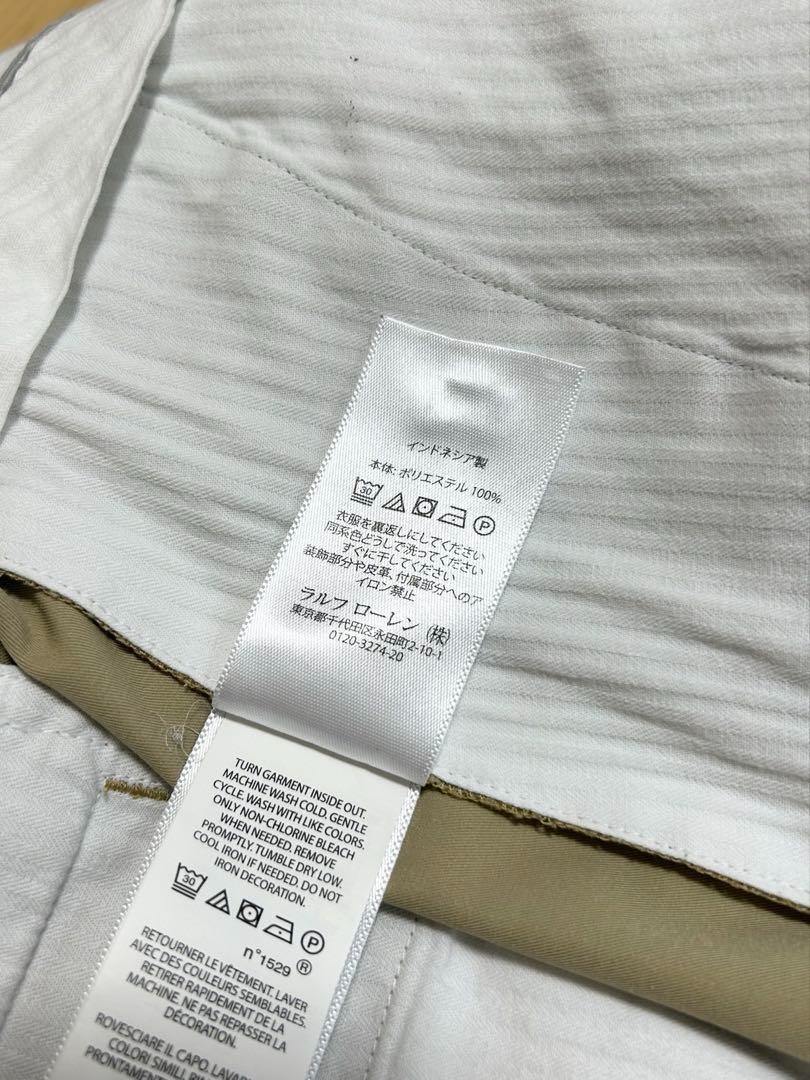 インドネシア製
本体: ポリエステル 100%
30 P
衣服を裏返しにしてください
同系色どうしで洗ってください
すぐに干してください
装飾部分や皮革、付属部分へのア
イロン禁止
ラルフ ローレン (株)
東京都千代田区永田町2-10-1
0120-3274-20
TURN GARMENT INSIDE OUT.
MACHINE WASH COLD. GENTLE
CYCLE. WASH WITH LIKE COLORS.
ONLY NON-CHLORINE BLEACH
WHEN NEEDED. REMOVE
PROMPTLY. TUMBLE DRY LOW.
COOL IRON IF NEEDED. DO NOT
IRON DECORATION.
30 P
n°1529 ®
RETOURNER LE VÊTEMENT. LAVER
AVEC DES COULEURS SEMBLABLES.
RETIRER RAPIDEMENT DE LA
MACHINE. NE PAS REPASSER LA
DÉCORATION.
ROVESCIARE IL CAPO. LAVA
COLORI SIMILI.
PRONTAMENT